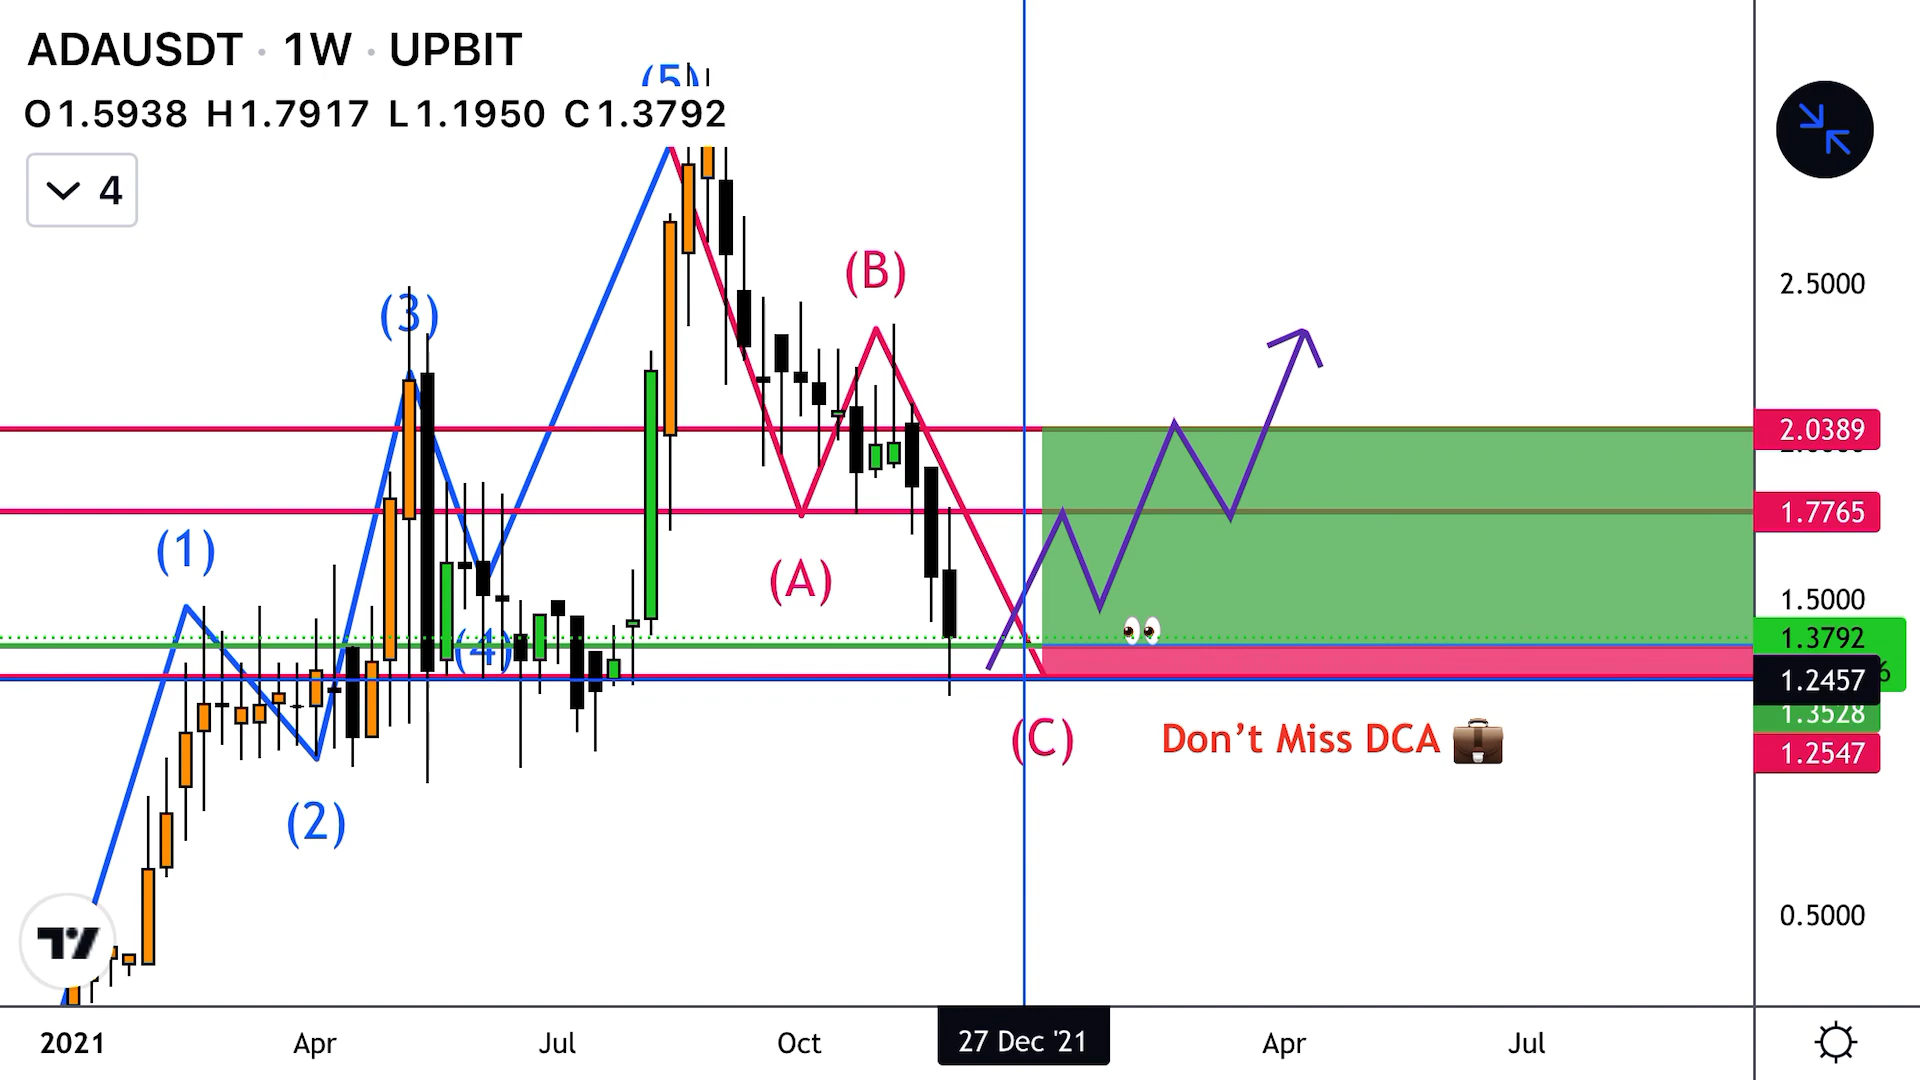 ADAUSDT · 1W · UPBIT
(5)
O1.5938 H1.7917 L1.1950 C1.3792
4
(B)
2.5000
(3)
2.0389
1.7765
(1)
(A)
1.5000
1.3792
(4)
1.2457
1.3528
(C)
Don't Miss DCA
1.2547
(2)
0.5000
TV
2021 Apr Jul Oct 27 Dec '21 Apr Jul